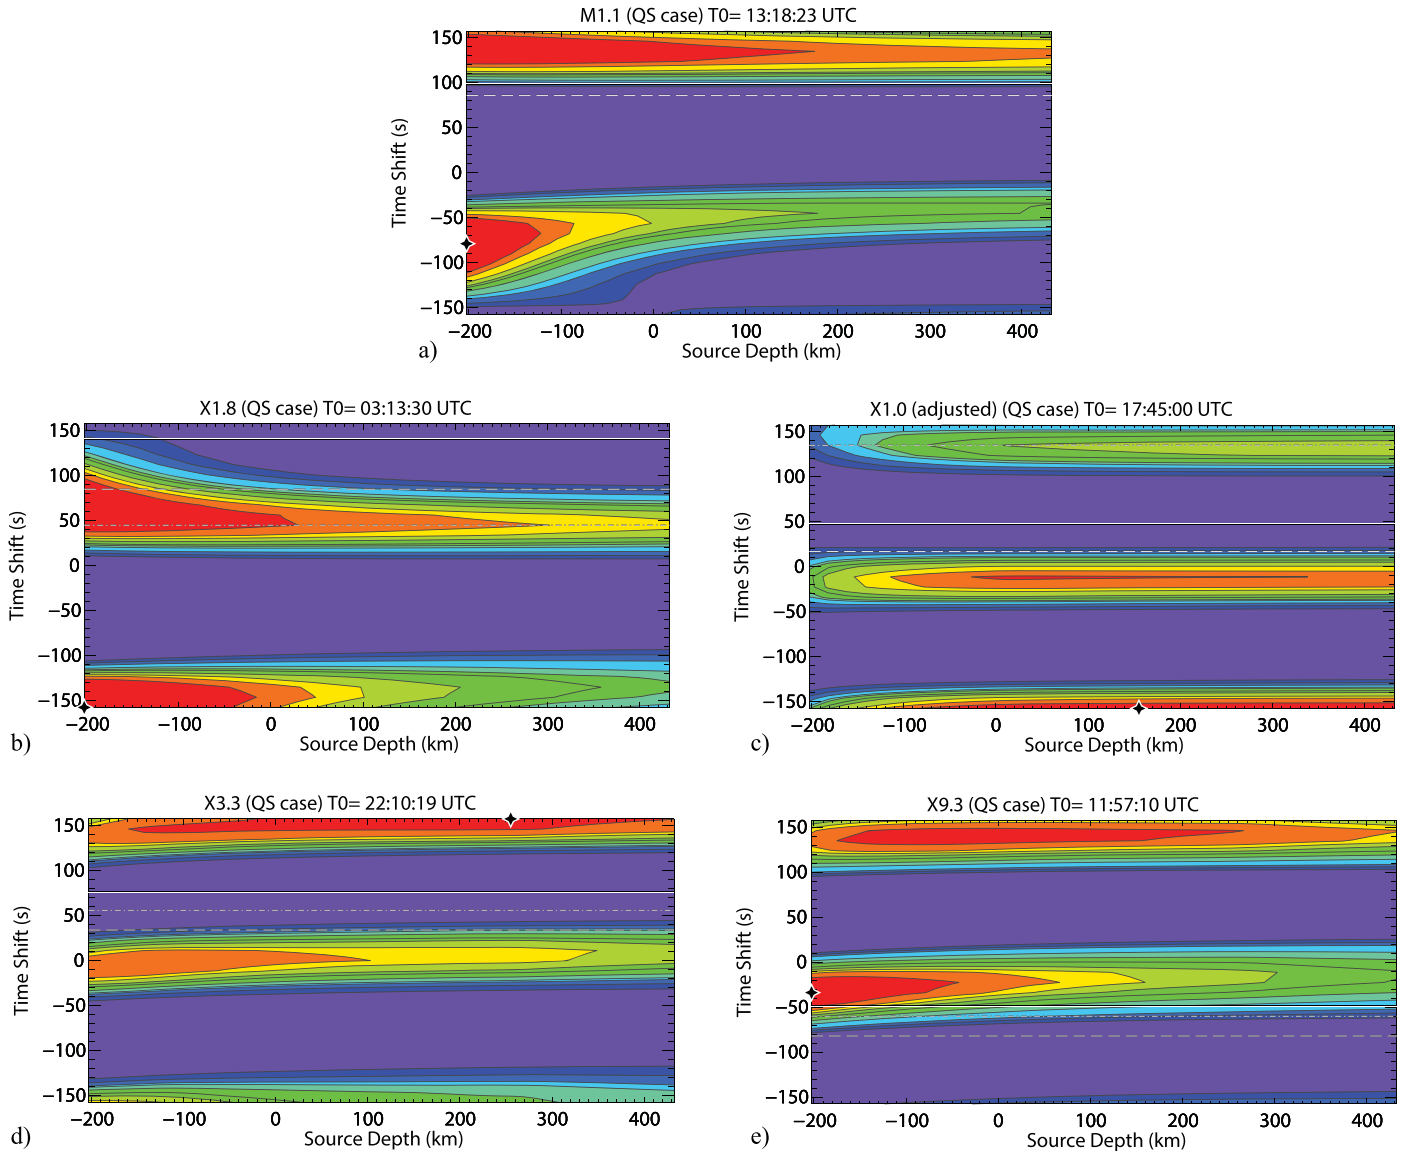 M1.1 (QS case) T0= 13:18:23 UTC
150
100
50
0
−50
−100
−150
Time Shift (s)
−200 −100 0 100 200 300 400
Source Depth (km)
a)
X1.8 (QS case) T0= 03:13:30 UTC
150
100
50
0
−50
−100
−150
Time Shift (s)
−200 −100 0 100 200 300 400
Source Depth (km)
b)
X1.0 (adjusted) (QS case) T0= 17:45:00 UTC
150
100
50
0
−50
−100
−150
Time Shift (s)
−200 −100 0 100 200 300 400
Source Depth (km)
c)
X3.3 (QS case) T0= 22:10:19 UTC
150
100
50
0
−50
−100
−150
Time Shift (s)
−200 −100 0 100 200 300 400
Source Depth (km)
d)
X9.3 (QS case) T0= 11:57:10 UTC
150
100
50
0
−50
−100
−150
Time Shift (s)
−200 −100 0 100 200 300 400
Source Depth (km)
e)